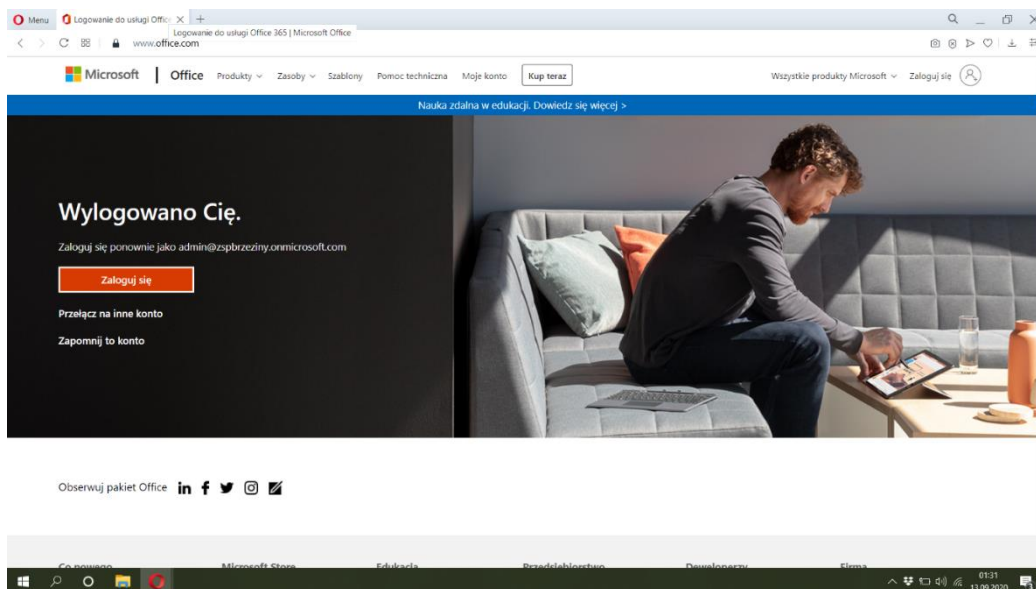 Menu
Logowanie do usługi Offic
Logowanie do usługi Office 365 | Microsoft Office
www.office.com
Microsoft | Office Produkty Zasoby Szablony Pomoc techniczna Moje konto Kup teraz Wszystkie produkty Microsoft Zaloguj się
Nauka zdalna w edukacji. Dowiedz się więcej >
Wylogowano Cię.
Zaloguj się ponownie jako admin@zspbrzeziny.onmicrosoft.com
Zaloguj się
Przełącz na inne konto
Zapomnij to konto
Obserwuj pakiet Office
Co nowego Microsoft Store Edukacja Przedsiębiorstwo Deweloperzy Firma
01:31
13.09.2020